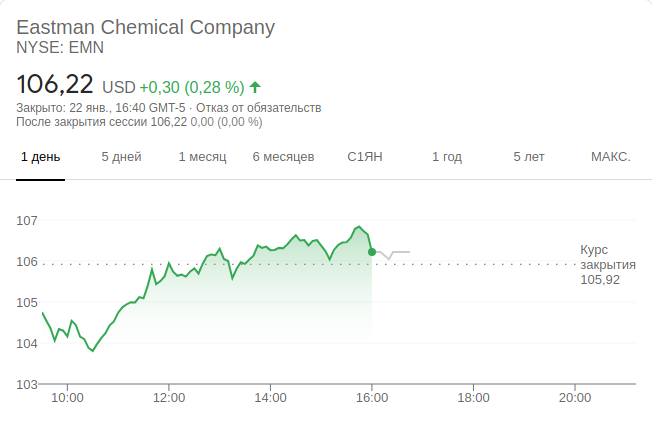 Eastman Chemical Company
NYSE: EMN
106,22 USD +0,30 (0,28 %) ↑
Закрыто: 22 янв., 16:40 GMT-5 · Отказ от обязательств
После закрытия сессии 106,22 0,00 (0,00 %)
1 день 5 дней 1 месяц 6 месяцев С1ЯН 1 год 5 лет МАКС.
107
106
105
104
103
Курс
закрытия
105,92
10:00 12:00 14:00 16:00 18:00 20:00